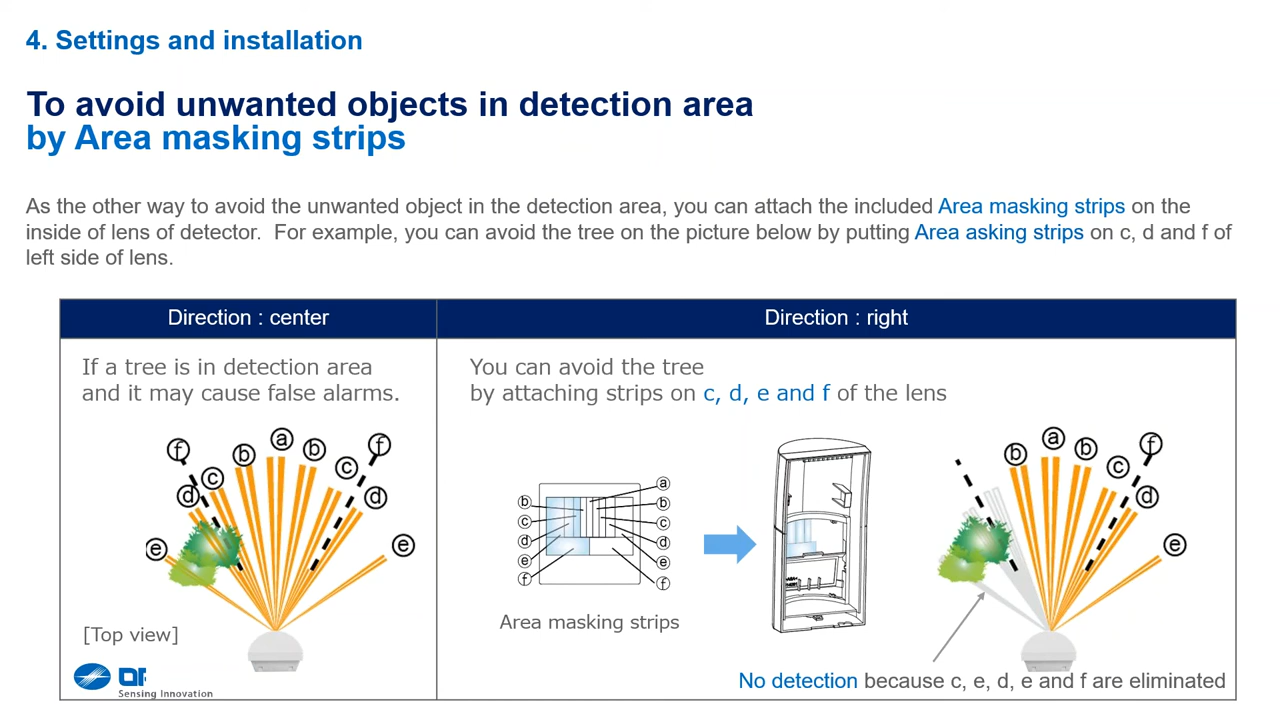 4. Settings and installation
To avoid unwanted objects in detection area
by Area masking strips
As the other way to avoid the unwanted object in the detection area, you can attach the included Area masking strips on the
inside of lens of detector. For example, you can avoid the tree on the picture below by putting Area asking strips on c, d and f of
left side of lens.
Direction : center
Direction : right
If a tree is in detection area
and it may cause false alarms.
You can avoid the tree
by attaching strips on c, d, e and f of the lens
f d c b a b c f d e
e
b c d e f
a b c d e f
b a b c f d e
Area masking strips
[Top view]
Sensing Innovation
No detection because c, e, d, e and f are eliminated